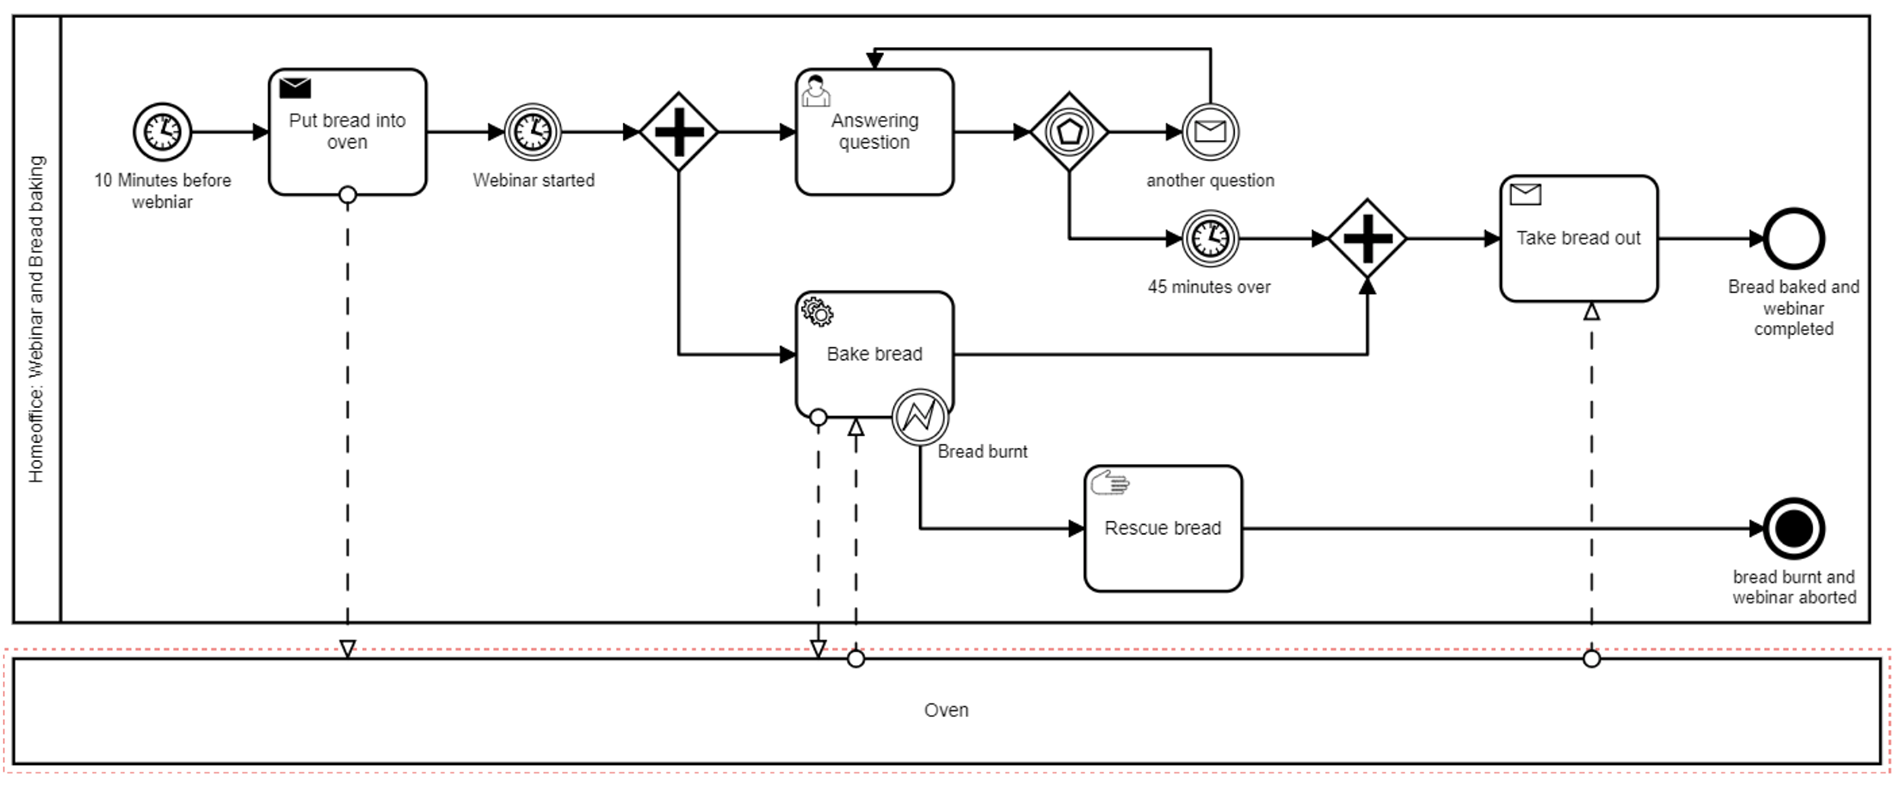 Homeoffice: Webinar and Bread baking
10 Minutes before
webniar
Put bread into
oven
Webinar started
Answering
question
another question
45 minutes over
Take bread out
Bread baked and
webinar
completed
Bake bread
Bread burnt
Rescue bread
bread burnt and
webinar aborted
Oven